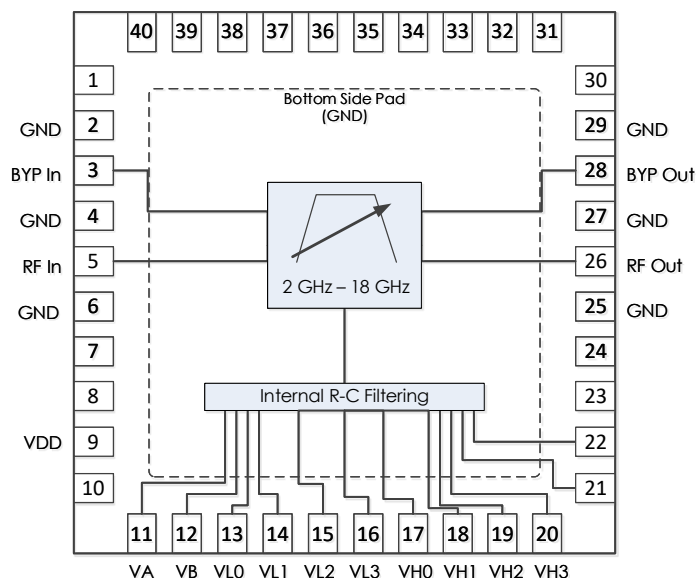 40 39 38 37 36 35 34 33 32 31
1 30
Bottom Side Pad
(GND)
GND 2 29 GND
BYP In 3 28 BYP Out
GND 4 27 GND
RF In 5 26 RF Out
2 GHz – 18 GHz
GND 6 25 GND
7 24
8 Internal R-C Filtering 23
VDD 9 22
10 21
11 12 13 14 15 16 17 18 19 20
VA VB VL0 VL1 VL2 VL3 VH0 VH1 VH2 VH3